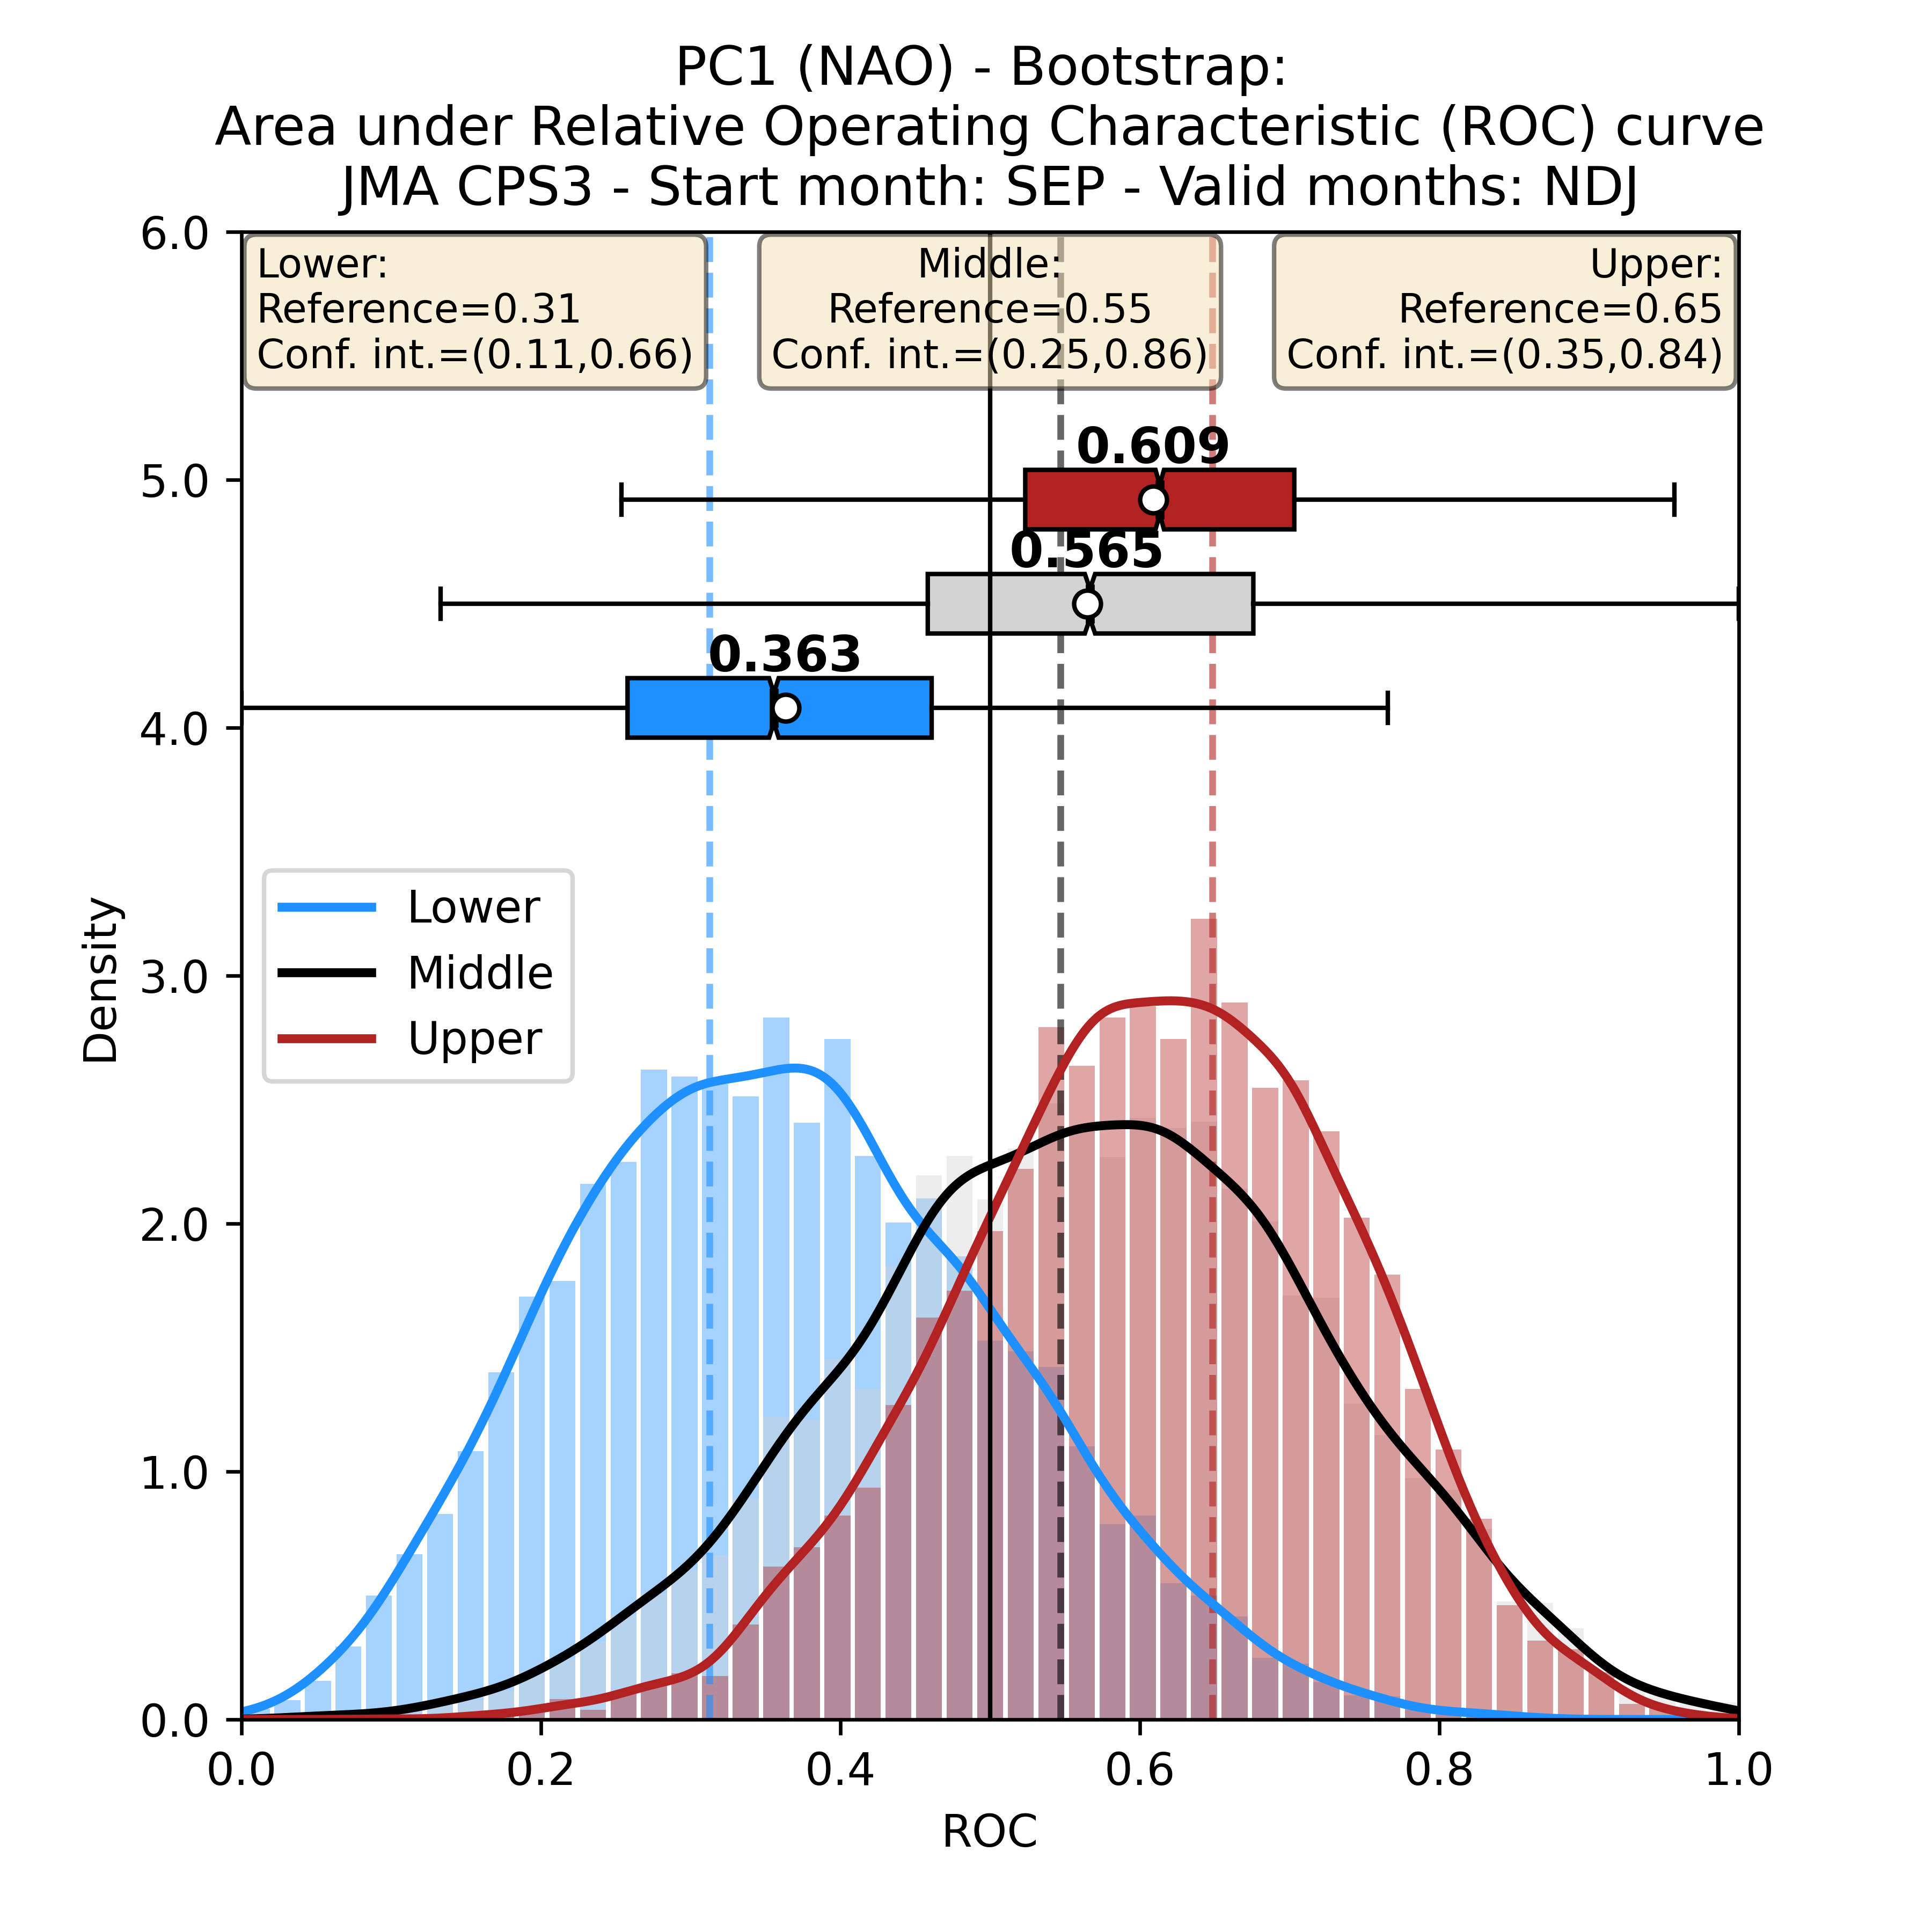 PC1 (NAO) - Bootstrap:
Area under Relative Operating Characteristic (ROC) curve
JMA CPS3 - Start month: SEP - Valid months: NDJ
Lower:
Reference=0.31
Conf. int.=(0.11,0.66)
Middle:
Reference=0.55
Conf. int.=(0.25,0.86)
Upper:
Reference=0.65
Conf. int.=(0.35,0.84)
0.609
0.565
0.363
Lower
Middle
Upper
Density
6.0
5.0
4.0
3.0
2.0
1.0
0.0
0.0 0.2 0.4 0.6 0.8 1.0
ROC